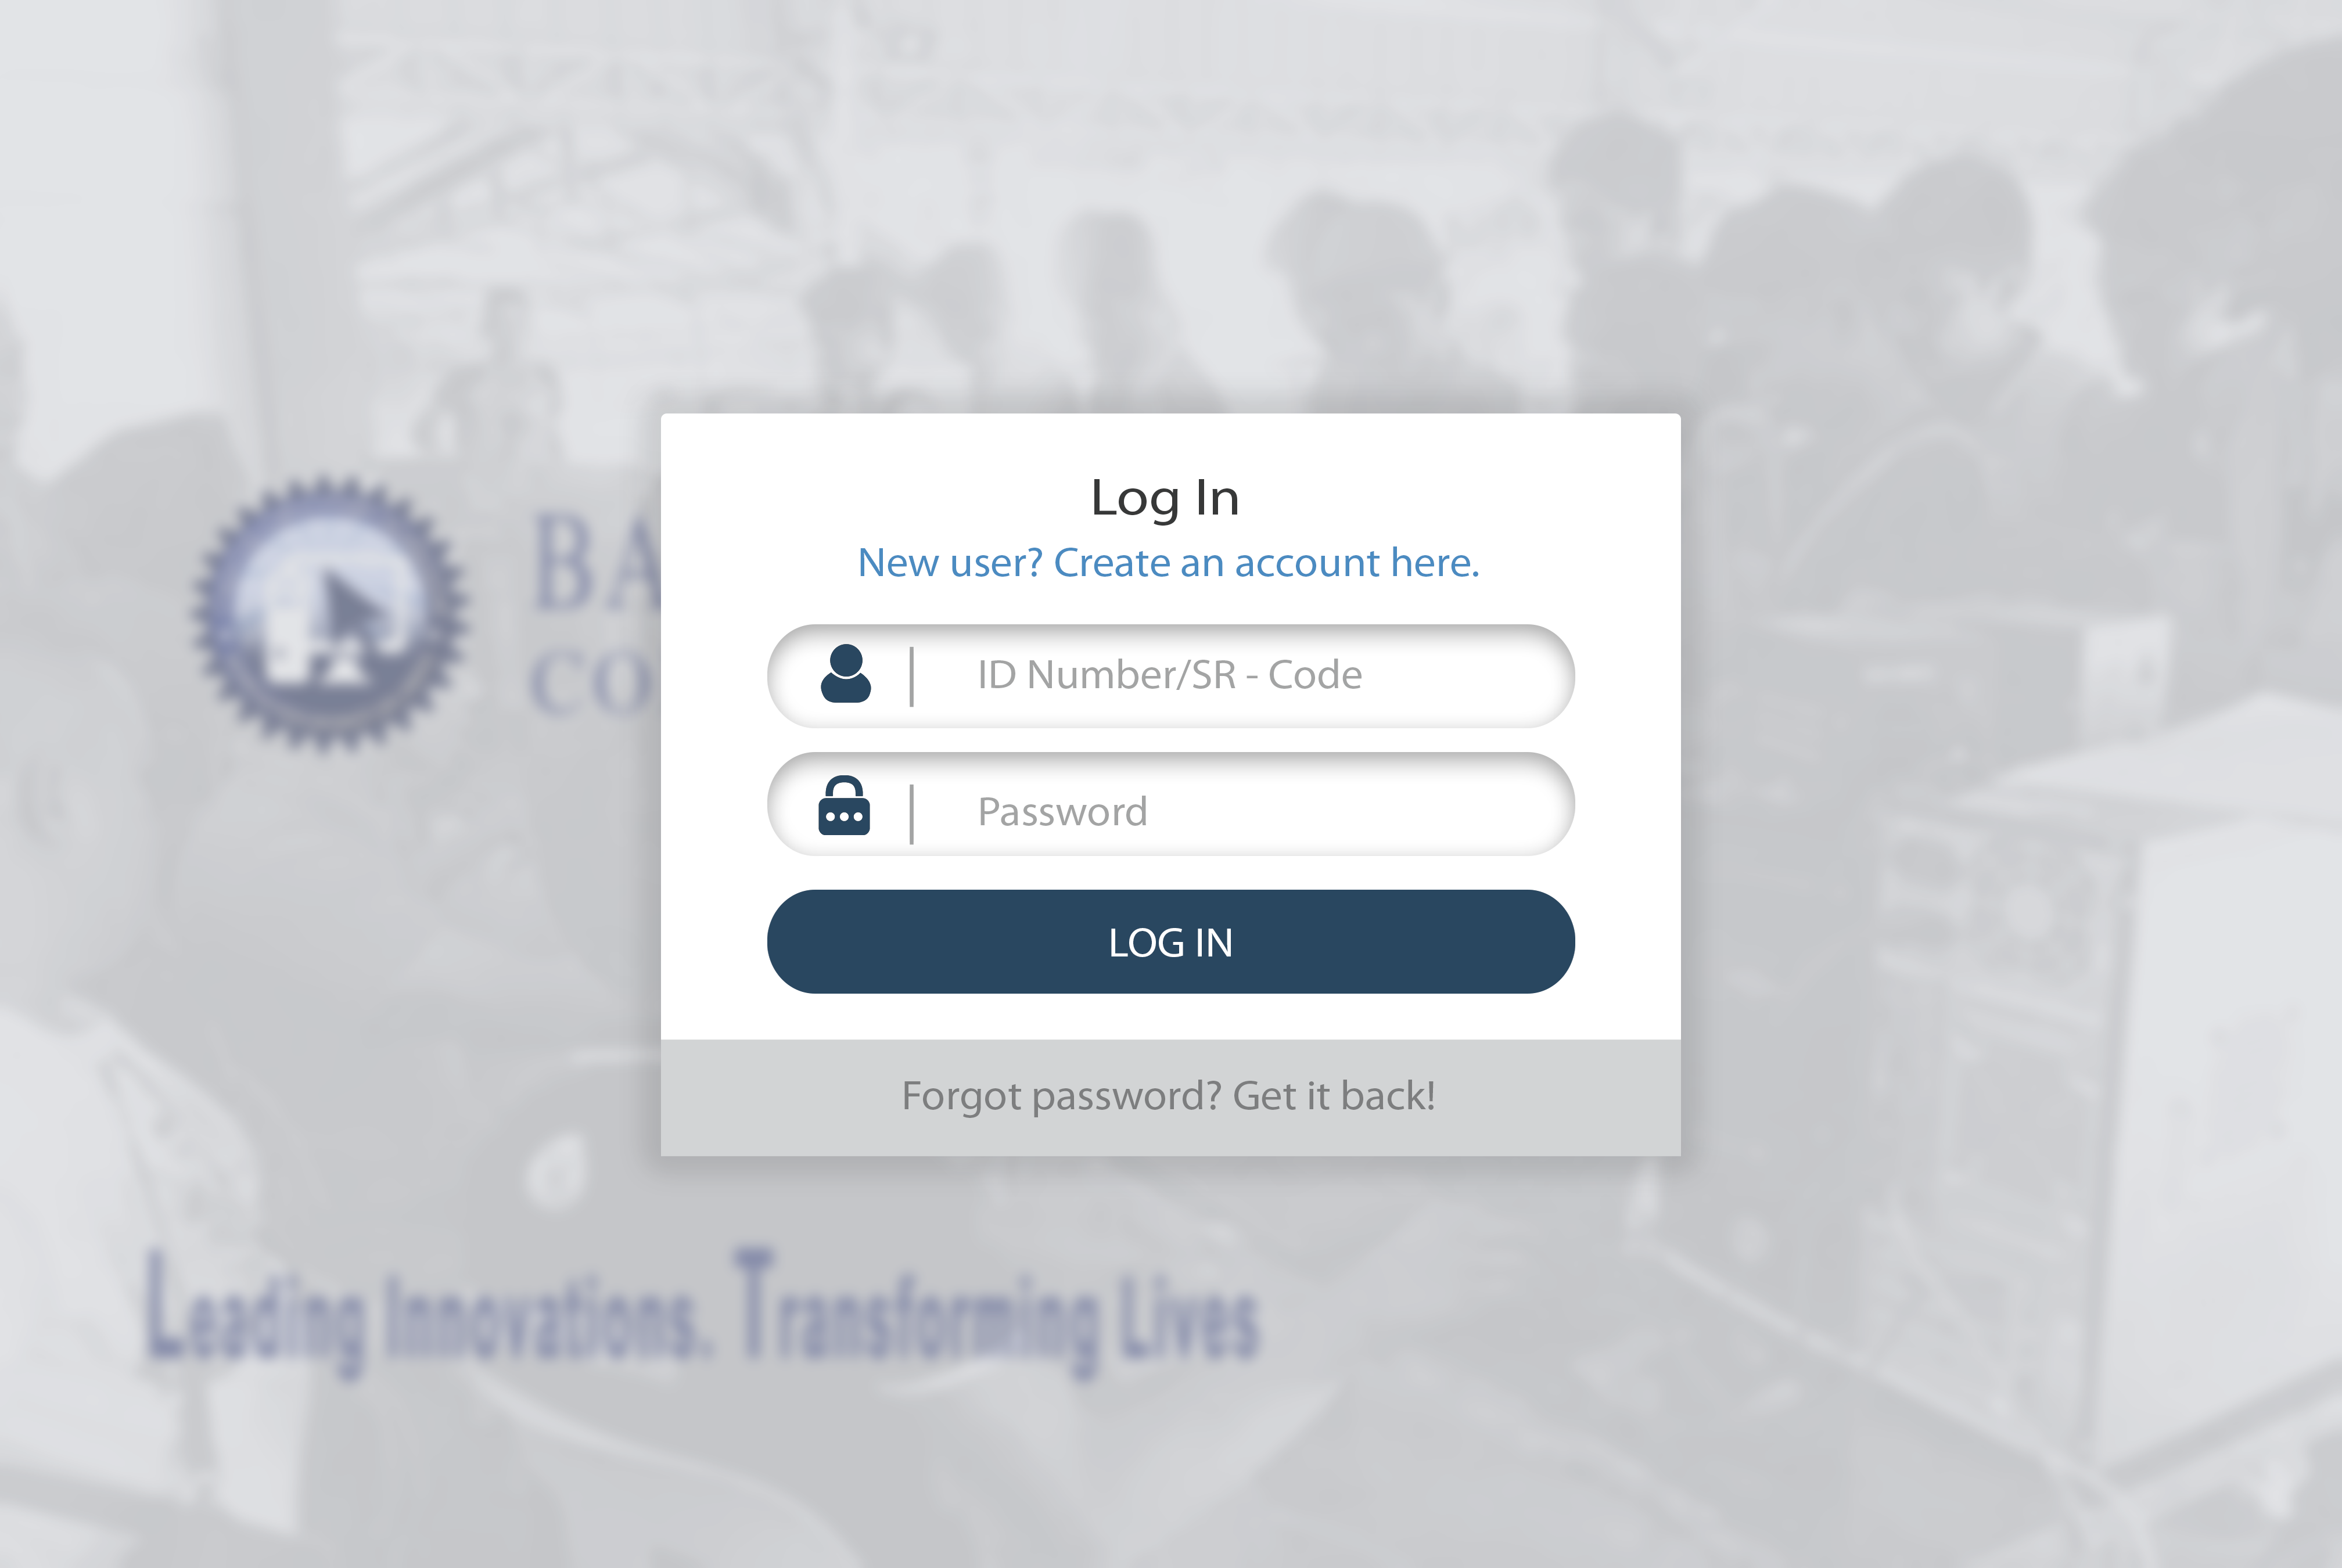 BA
CO
Log In
New user? Create an account here.
ID Number/SR - Code
Password
LOG IN
Forgot password? Get it back!
Leading Innovations. Transforming Lives